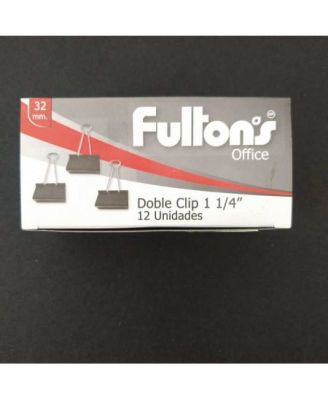 32
mm.
Fulton's
Office
Doble Clip 1 1/4”
12 Unidades